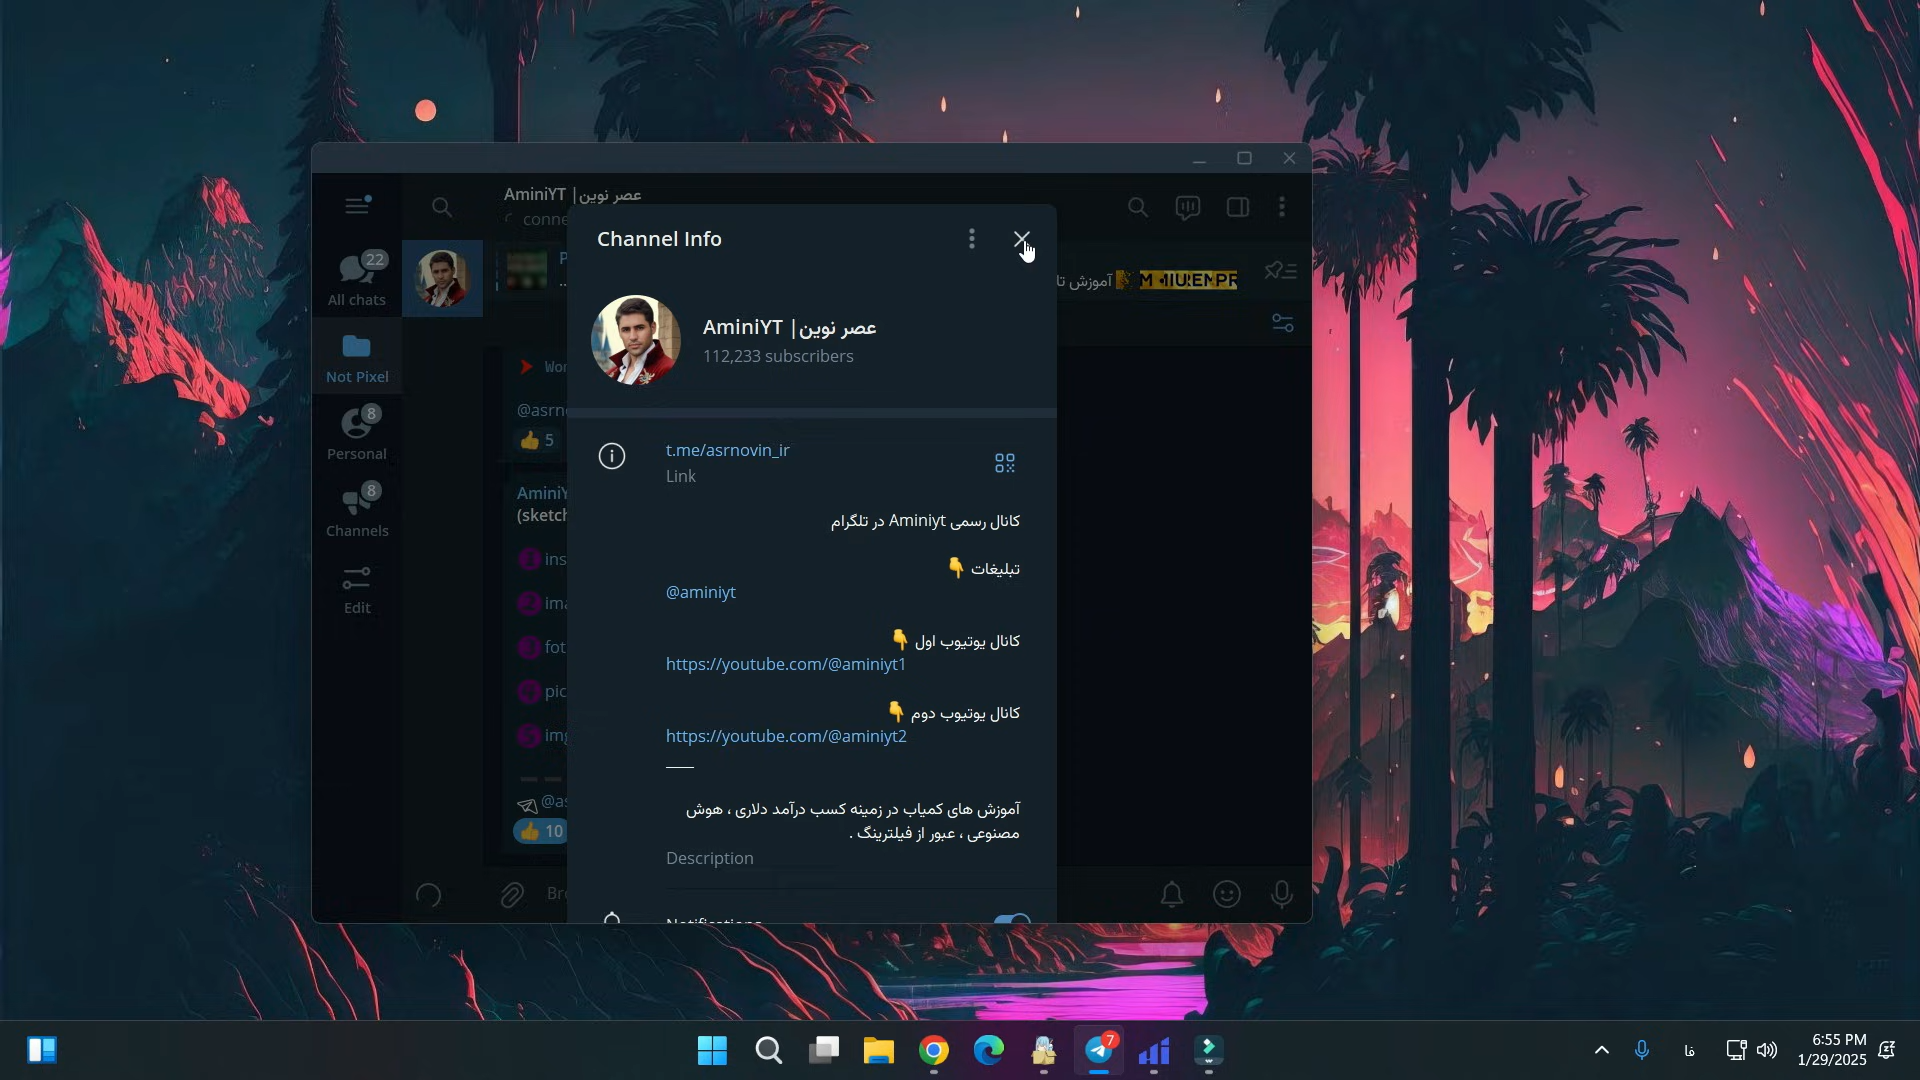 AminiYT | عصر نوین
22
All chats
Not Pixel
8
Personal
8
Channels
Edit
آموزش
5
10
Channel Info
AminiYT | عصر نوین
112,233 subscribers
t.me/asrnovin_ir
Link
کانال رسمی Aminiyt در تلگرام
تبلیغات 👇
@aminiyt
کانال یوتیوب اول 👇
https://youtube.com/@aminiyt1
کانال یوتیوب دوم 👇
https://youtube.com/@aminiyt2
آموزش های کمیاب در زمینه کسب درآمد دلاری ، هوش
مصنوعی ، عبور از فیلترینگ .
Description
Notifications
7
فا
6:55 PM
1/29/2025